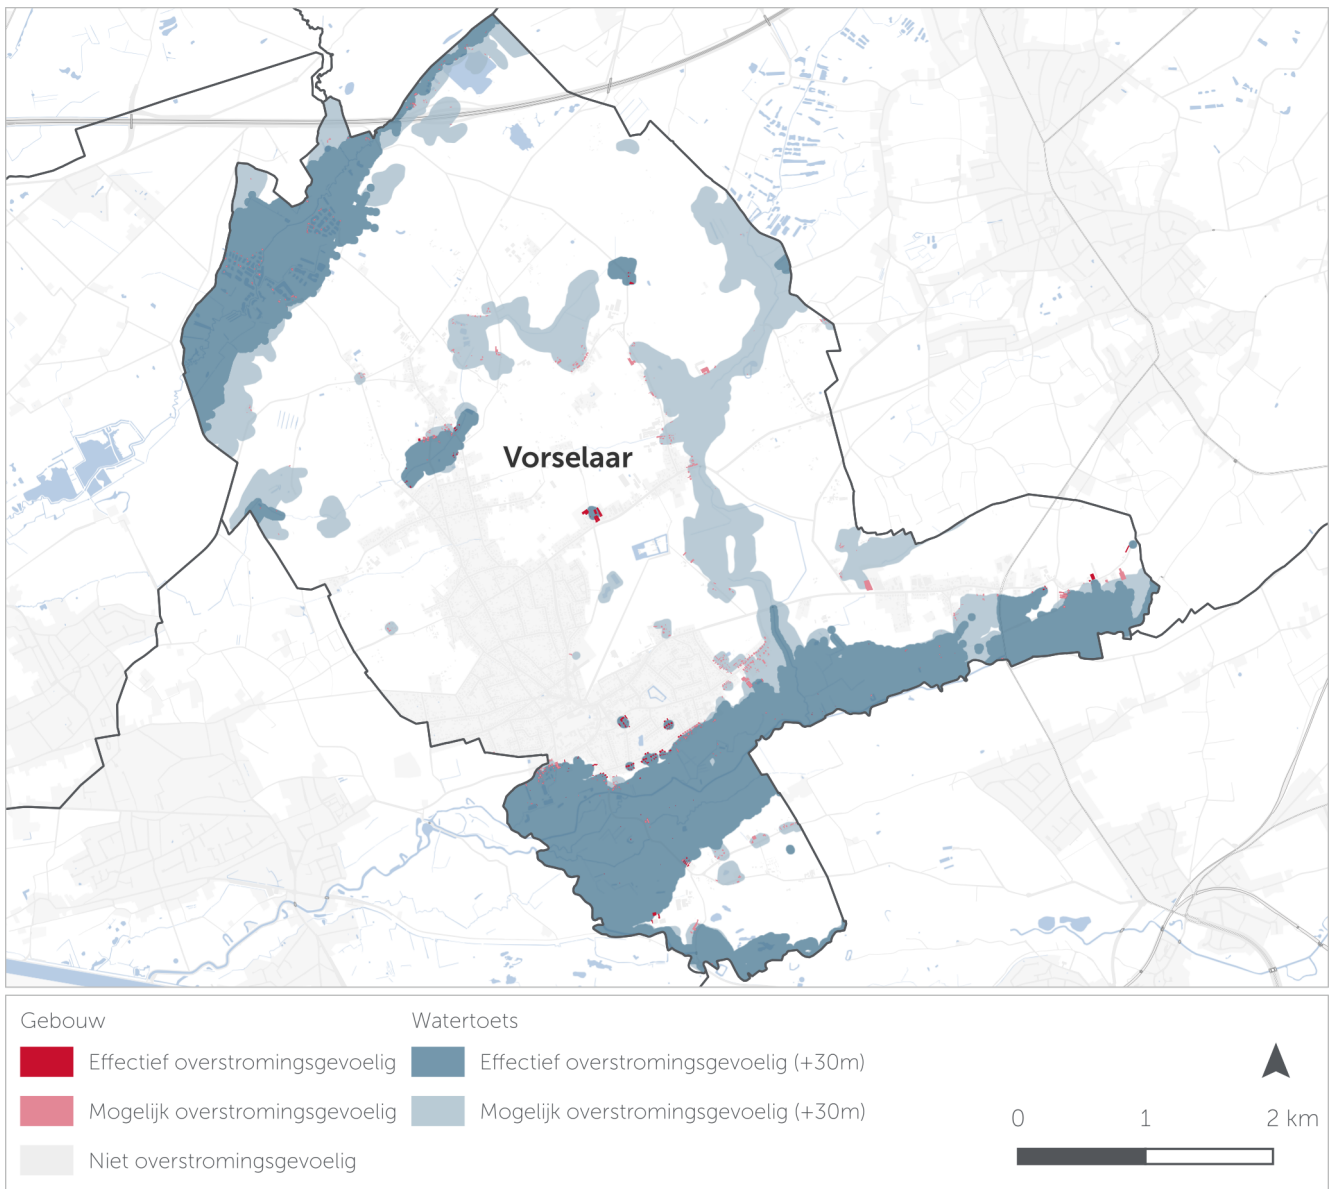 Vorselaar
Gebouw
Effectief overstromingsgevoelig
Mogelijk overstromingsgevoelig
Niet overstromingsgevoelig
Watertoets
Effectief overstromingsgevoelig (+30m)
Mogelijk overstromingsgevoelig (+30m)
0 1 2 km